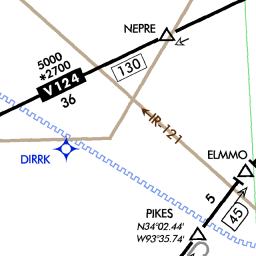 NEPRE
5000
*2700
V124
36
130
IR-121
DIRRK
ELMMO
5
45
PIKES
N34°02.44'
W93°35.74'